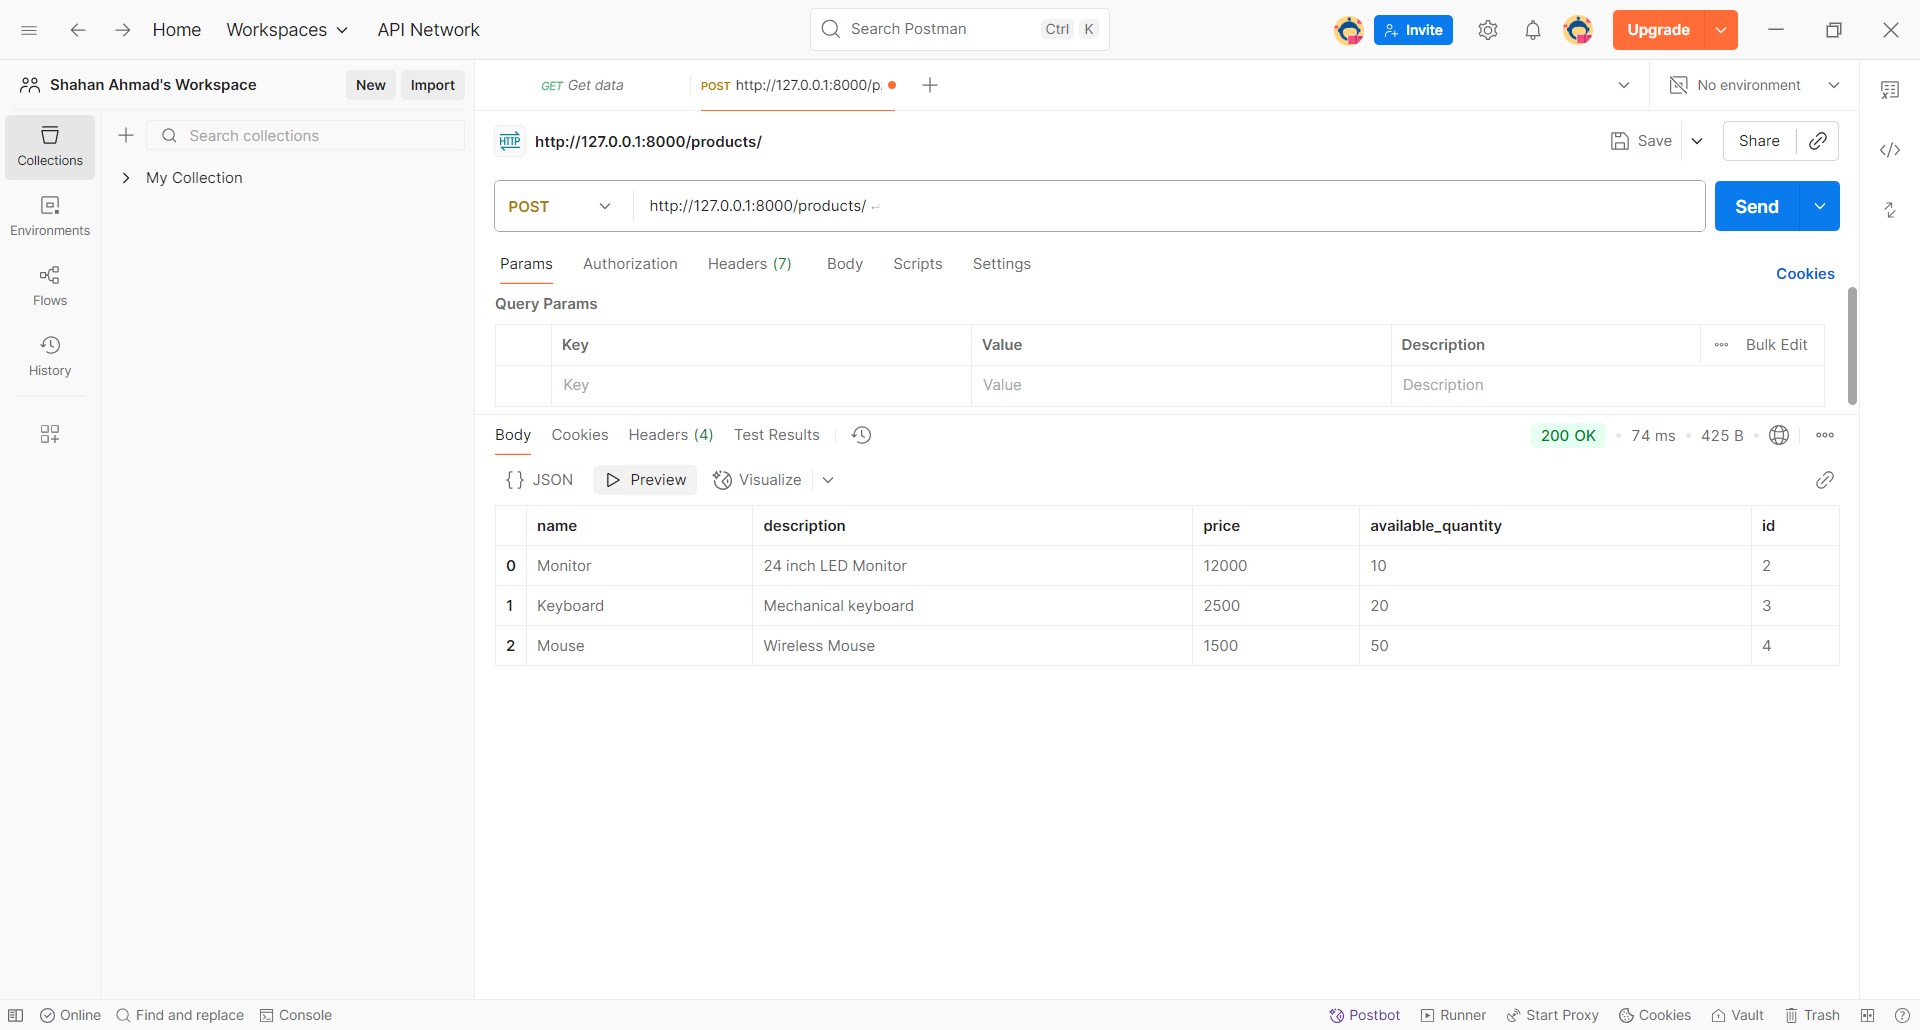 Home Workspaces API Network Search Postman Ctrl K Invite Upgrade
Shahan Ahmad's Workspace New Import
GET Get data POST http://127.0.0.1:8000/p. No environment
Collections
Search collections
My Collection
Environments
Flows
History
HTTP http://127.0.0.1:8000/products/ Save Share
POST http://127.0.0.1:8000/products/ Send
Params Authorization Headers (7) Body Scripts Settings Cookies
Query Params
Key Value Description Bulk Edit
Key Value Description
Body Cookies Headers (4) Test Results 200 OK 74 ms 425 B
{} JSON Preview Visualize
name description price available_quantity id
0 Monitor 24 inch LED Monitor 12000 10 2
1 Keyboard Mechanical keyboard 2500 20 3
2 Mouse Wireless Mouse 1500 50 4
Online Find and replace Console Postbot Runner Start Proxy Cookies Vault Trash